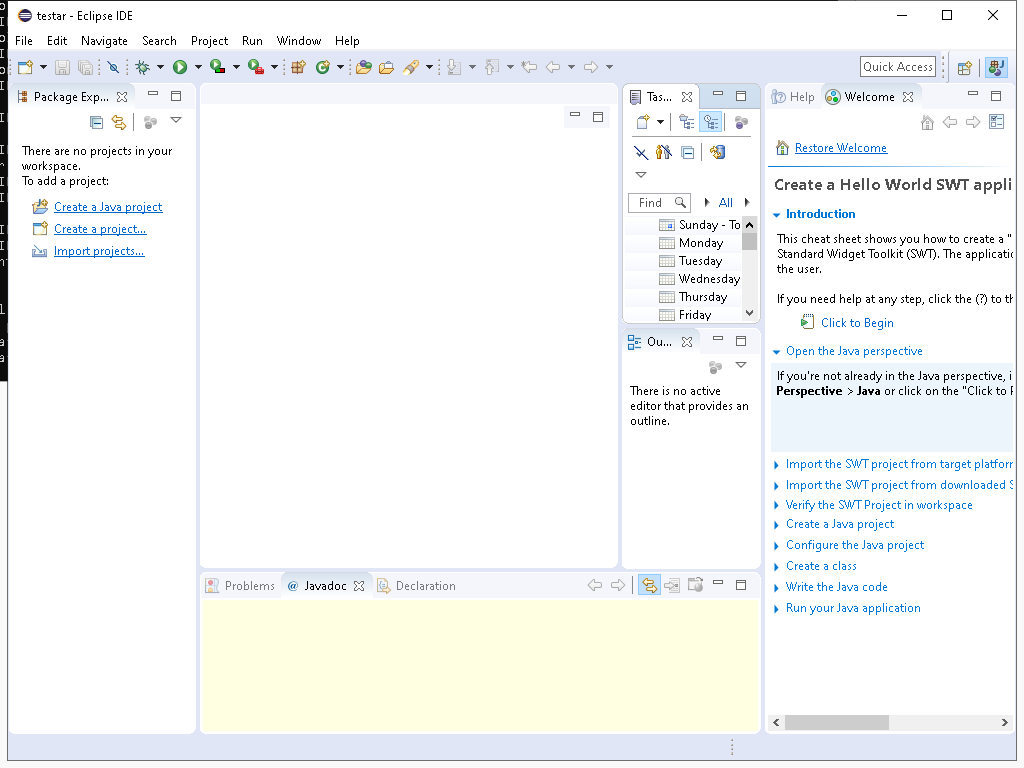 testar - Eclipse IDE
File Edit Navigate Search Project Run Window Help
Quick Access
Package Exp...
There are no projects in your
workspace.
To add a project:
Create a Java project
Create a project...
Import projects...
Tas...
Find
All
Sunday - To
Monday
Tuesday
Wednesday
Thursday
Friday
Ou...
There is no active
editor that provides an
outline.
Problems
@ Javadoc
Declaration
Help
Welcome
Restore Welcome
Create a Hello World SWT appli
Introduction
This cheat sheet shows you how to create a "
Standard Widget Toolkit (SWT). The applicati
the user.
If you need help at any step, click the (?) to th
Click to Begin
Open the Java perspective
If you're not already in the Java perspective, i
Perspective > Java or click on the "Click to P
Import the SWT project from target platform
Import the SWT project from downloaded S
Verify the SWT Project in workspace
Create a Java project
Configure the Java project
Create a class
Write the Java code
Run your Java application